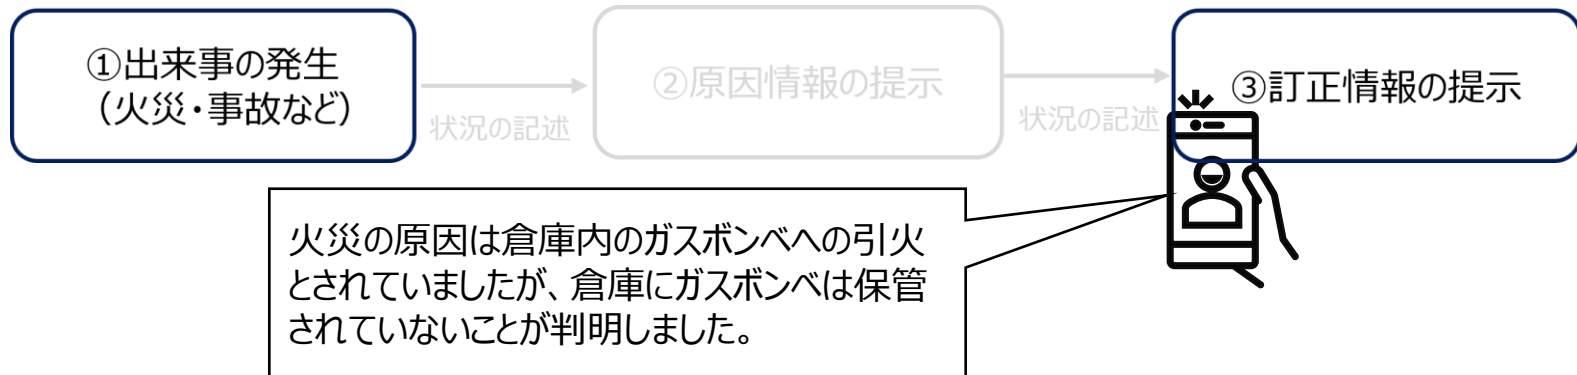 ①出来事の発生
（火災・事故など）
状況の記述
②原因情報の提示
状況の記述
③訂正情報の提示
火災の原因は倉庫内のガスボンベへの引火
とされていましたが、倉庫にガスボンベは保管
されていないことが判明しました。